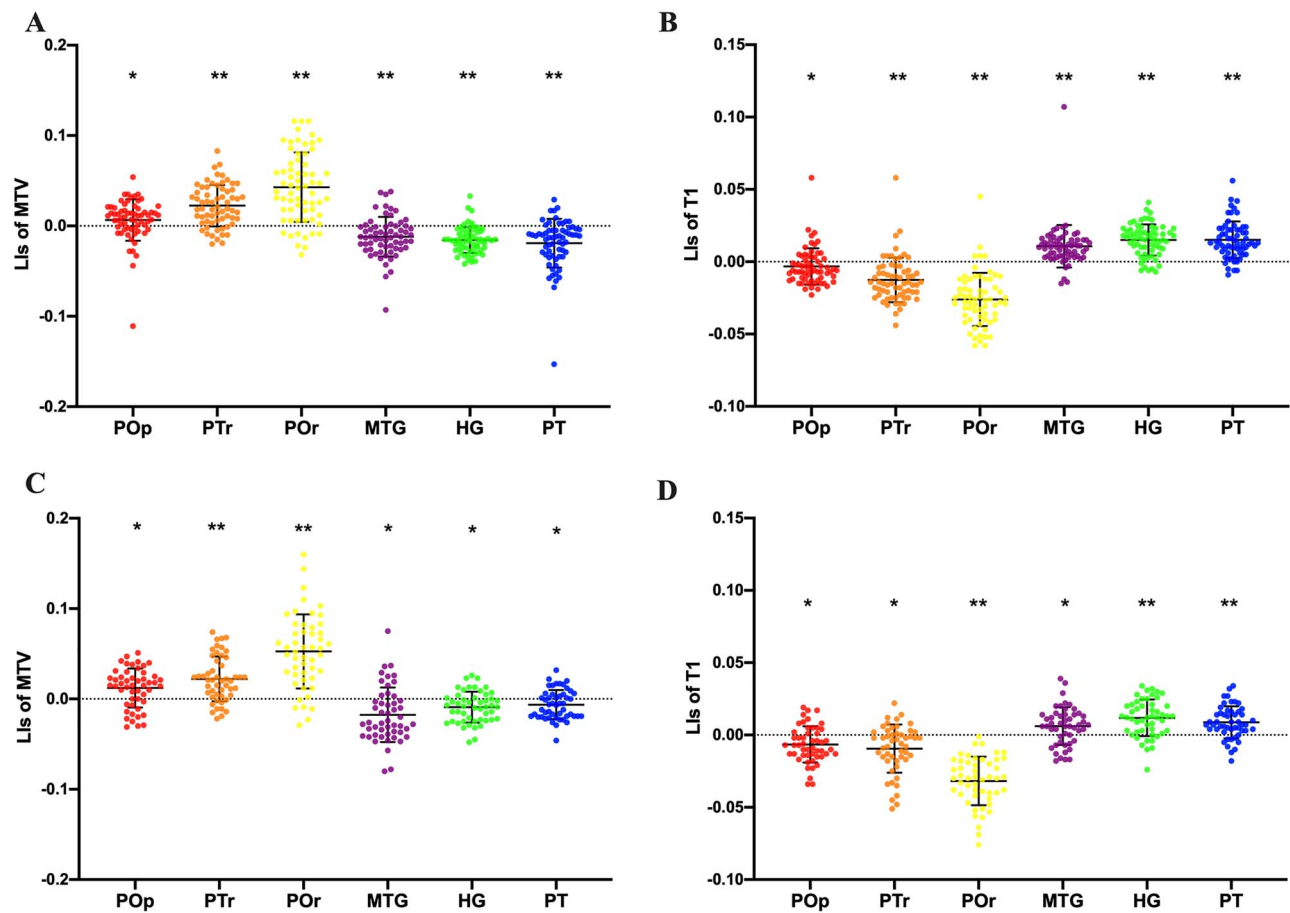 A
LIs of MTV
0.2
0.1
0.0
-0.1
-0.2
* ** ** ** ** **
POp PTr POr MTG HG PT
B
LIs of T1
0.15
0.10
0.05
0.00
-0.05
-0.10
* ** ** ** ** **
POp PTr POr MTG HG PT
C
LIs of MTV
0.2
0.1
0.0
-0.1
-0.2
* ** ** * * *
POp PTr POr MTG HG PT
D
LIs of T1
0.15
0.10
0.05
0.00
-0.05
-0.10
* * ** * ** **
POp PTr POr MTG HG PT